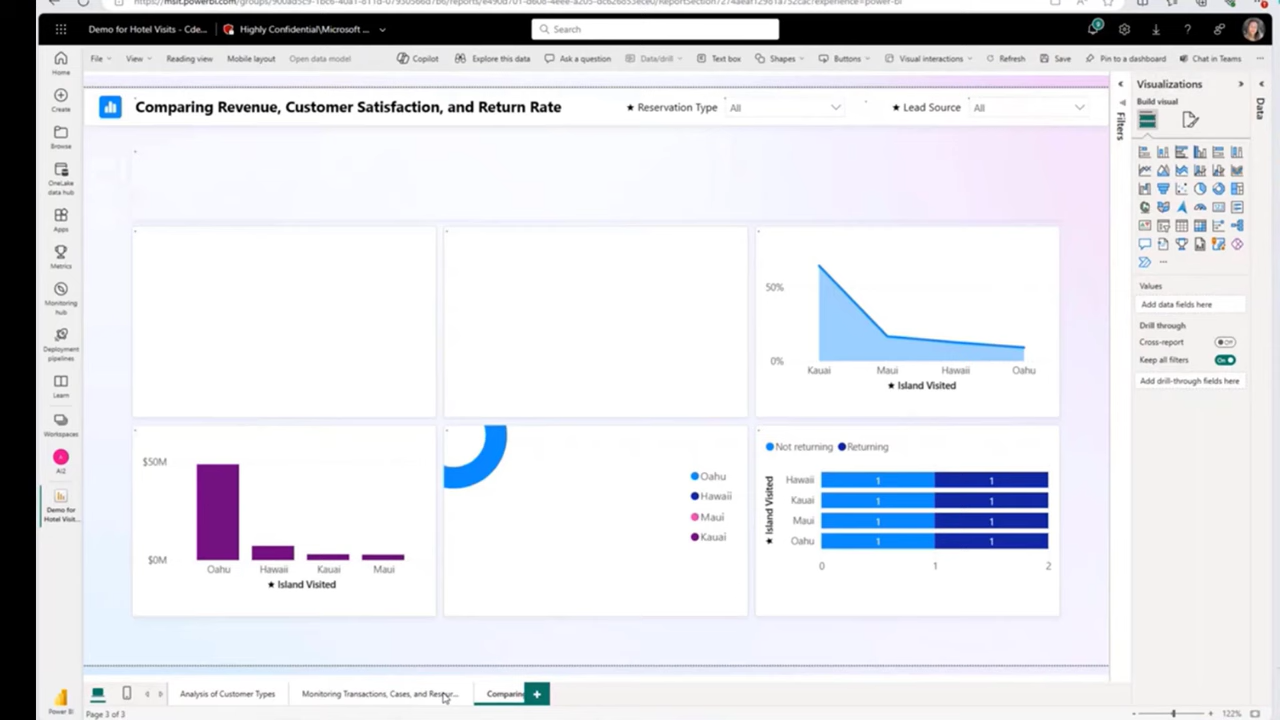 Demo for Hotel Visits - Cde...
Highly Confidential\Microsoft ...
Search
File
View
Reading view
Mobile layout
Open data model
Copilot
Explore this data
Ask a question
Data/drill
Text box
Shapes
Buttons
Visual interactions
Refresh
Save
Pin to a dashboard
Chat in Teams
Home
Create
Browse
OneLake
data hub
Apps
Metrics
Monitoring
hub
Deployment
pipelines
Learn
Workspaces
Demo for
Hotel Visit...
Power BI
Comparing Revenue, Customer Satisfaction, and Return Rate
★ Reservation Type
All
★ Lead Source
All
50%
0%
Kauai Maui Hawaii Oahu
★ Island Visited
$50M
$0M
Oahu Hawaii Kauai Maui
★ Island Visited
Oahu
Hawaii
Maui
Kauai
Not returning Returning
★ Island Visited
Hawaii 1 1
Kauai 1 1
Maui 1 1
Oahu 1 1
0 1 2
Filters
Visualizations
Build visual
Values
Add data fields here
Drill through
Cross-report
Off
Keep all filters
On
Add drill-through fields here
Data
Analysis of Customer Types
Comparing
Page 3 of 3
122%